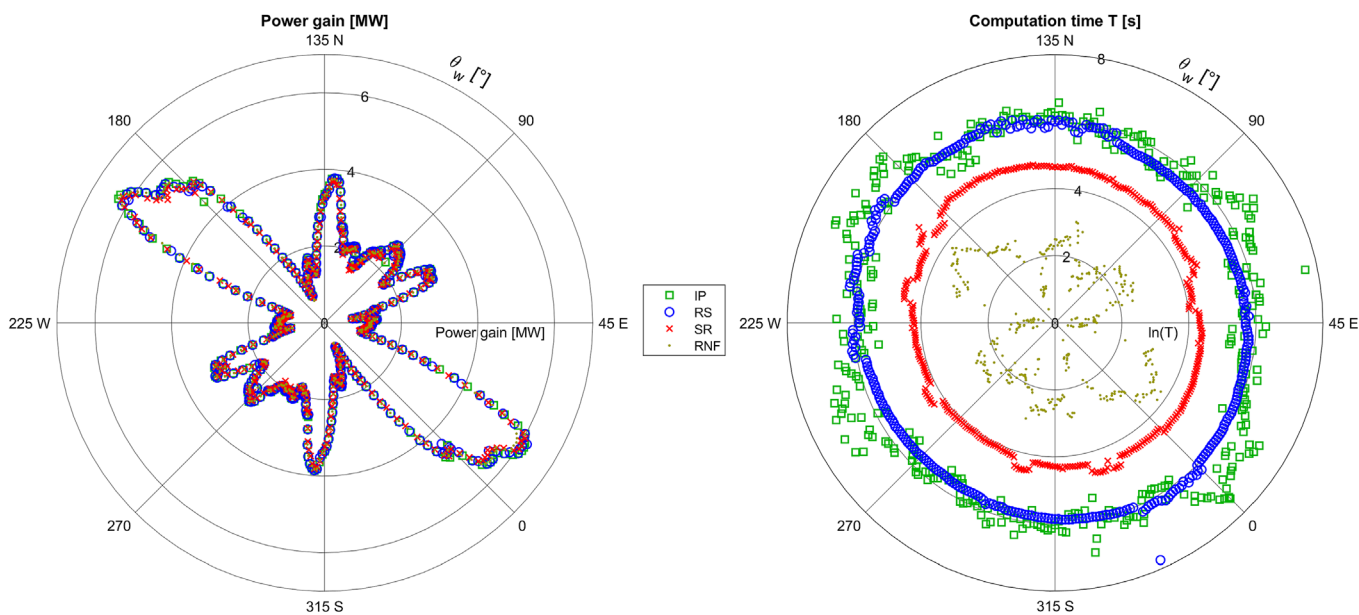 Power gain [MW]
135 N
θw [°]
6
180
90
4
2
225 W
0
Power gain [MW]
45 E
270
0
315 S
IP
RS
SR
RNF
Computation time T [s]
135 N
8
θw [°]
180
90
4
2
225 W
0
ln(T)
45 E
270
0
315 S